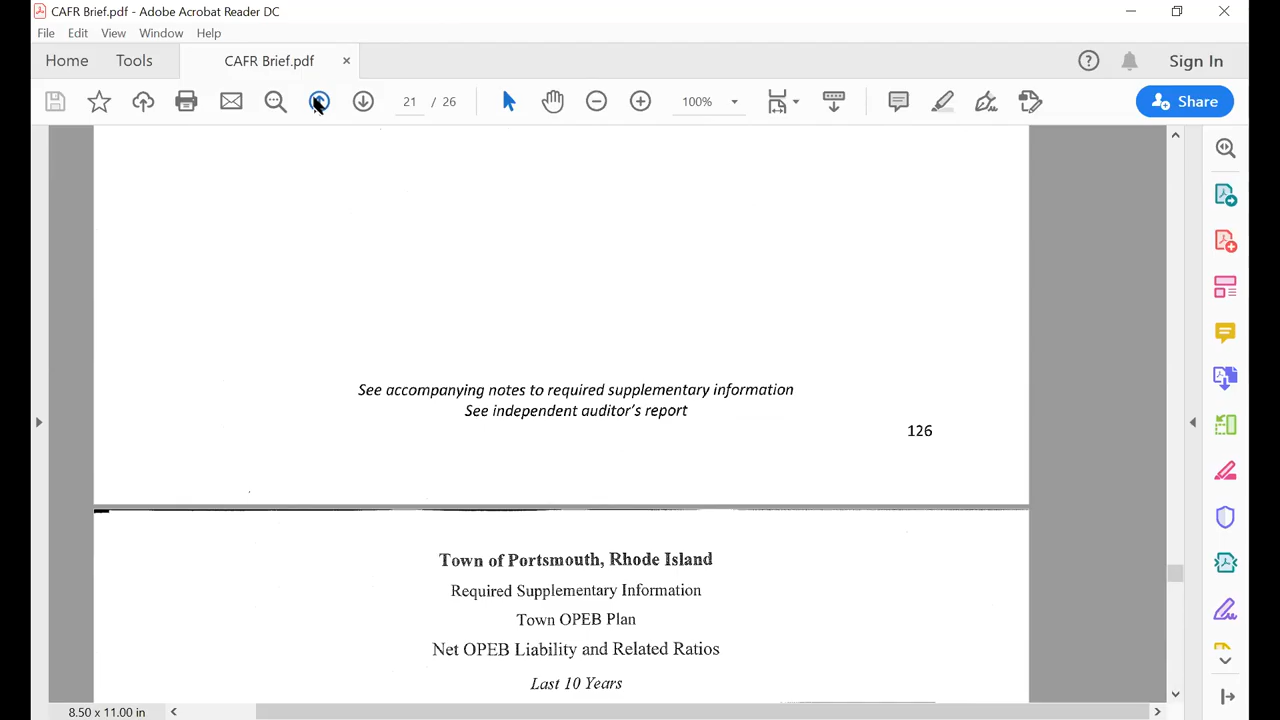 CAFR Brief.pdf - Adobe Acrobat Reader DC
File Edit View Window Help
Home Tools CAFR Brief.pdf × Sign In
21 / 26 100% Share
See accompanying notes to required supplementary information
See independent auditor's report
126
Town of Portsmouth, Rhode Island
Required Supplementary Information
Town OPEB Plan
Net OPEB Liability and Related Ratios
Last 10 Years
8.50 x 11.00 in